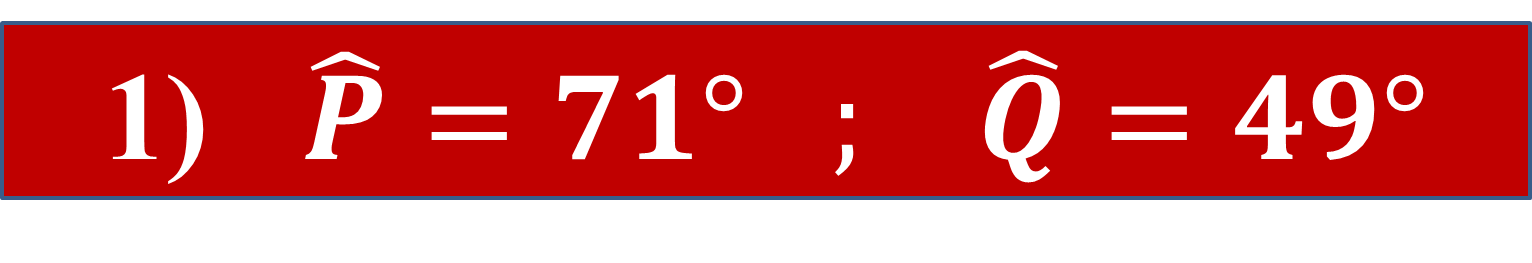 1) P̂ = 71° ; Q̂ = 49°